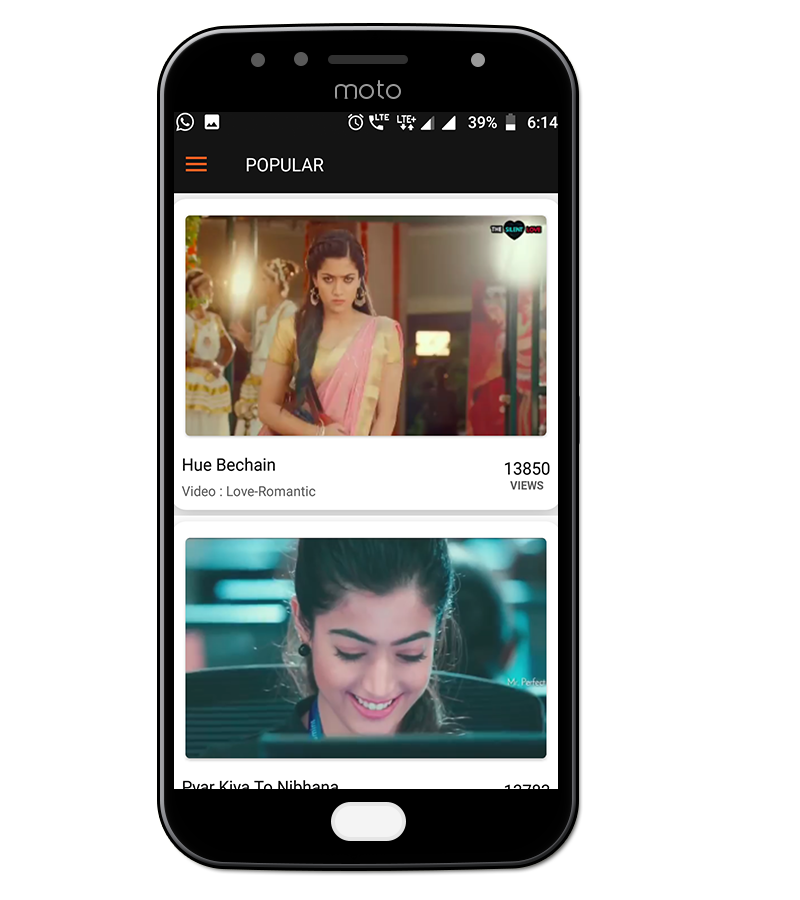 moto
LTE LTE+ 39% 6:14
POPULAR
THE SILENT LOVE
Hue Bechain
13850
Video : Love-Romantic
VIEWS
Mr. Perfect
Pyar Kiya To Nibhana
13793